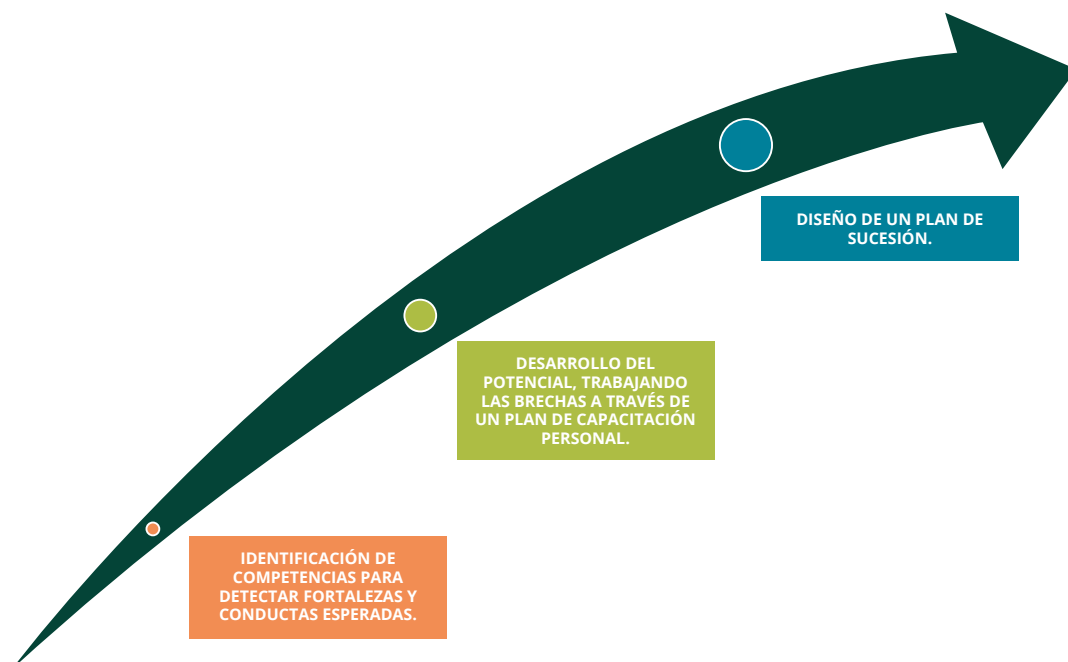 DISEÑO DE UN PLAN DE
SUCESIÓN.
DESARROLLO DEL
POTENCIAL, TRABAJANDO
LAS BRECHAS A TRAVÉS DE
UN PLAN DE CAPACITACIÓN
PERSONAL.
IDENTIFICACIÓN DE
COMPETENCIAS PARA
DETECTAR FORTALEZAS Y
CONDUCTAS ESPERADAS.